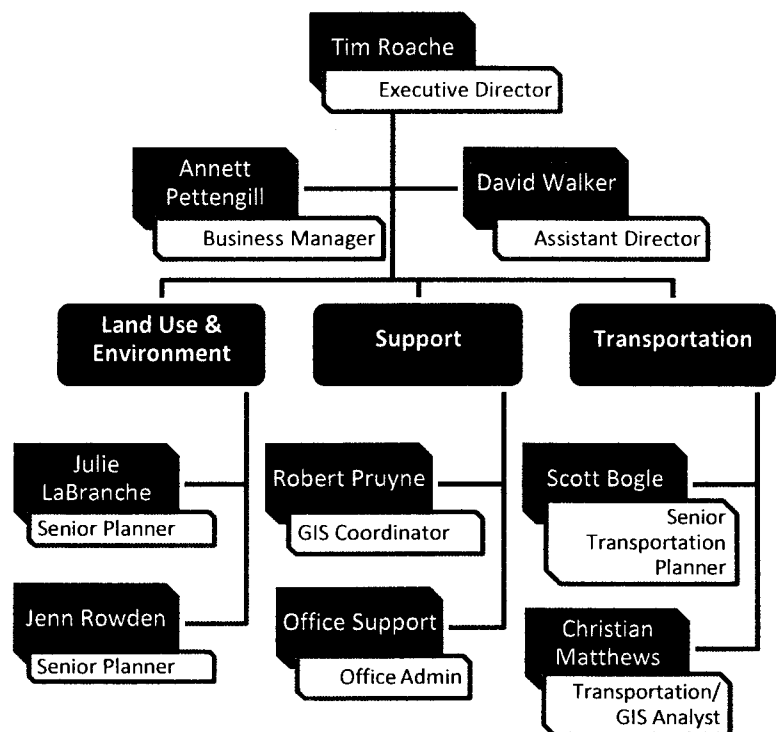 Tim Roache
Executive Director
Annett
Pettengill
Business Manager
David Walker
Assistant Director
Land Use &
Environment
Support
Transportation
Julie
LaBranche
Senior Planner
Robert Pruyne
GIS Coordinator
Scott Bogle
Senior
Transportation
Planner
Jenn Rowden
Senior Planner
Office Support
Office Admin
Christian
Matthews
Transportation/
GIS Analyst